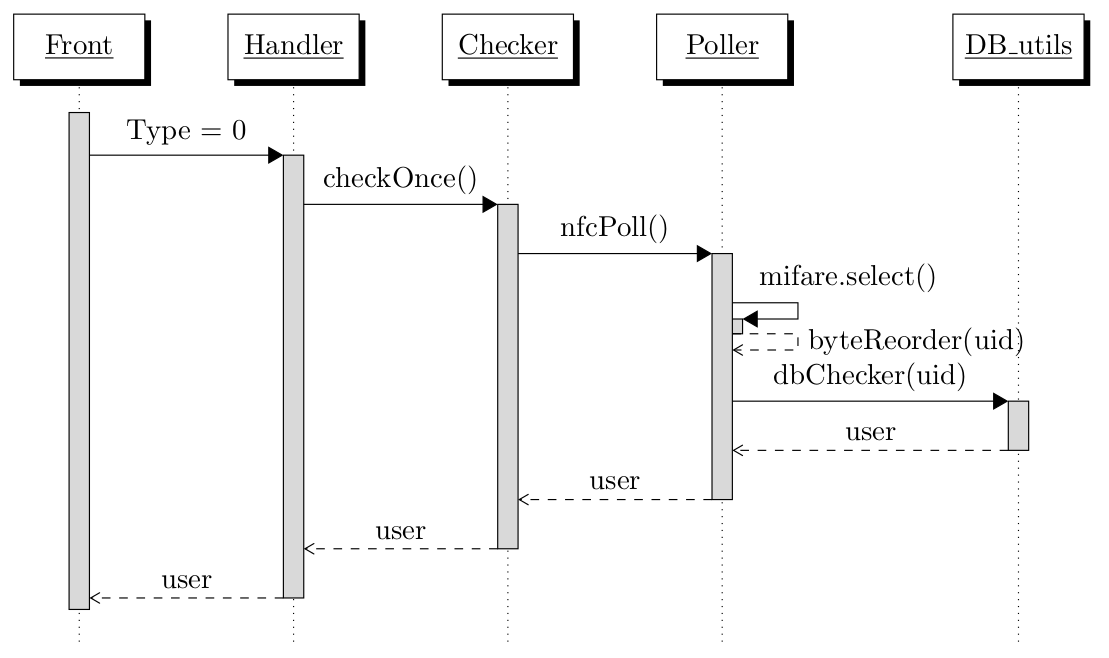 Front
Handler
Checker
Poller
DB_utils
Type = 0
checkOnce()
nfcPoll()
mifare.select()
byteReorder(uid)
dbChecker(uid)
user
user
user
user